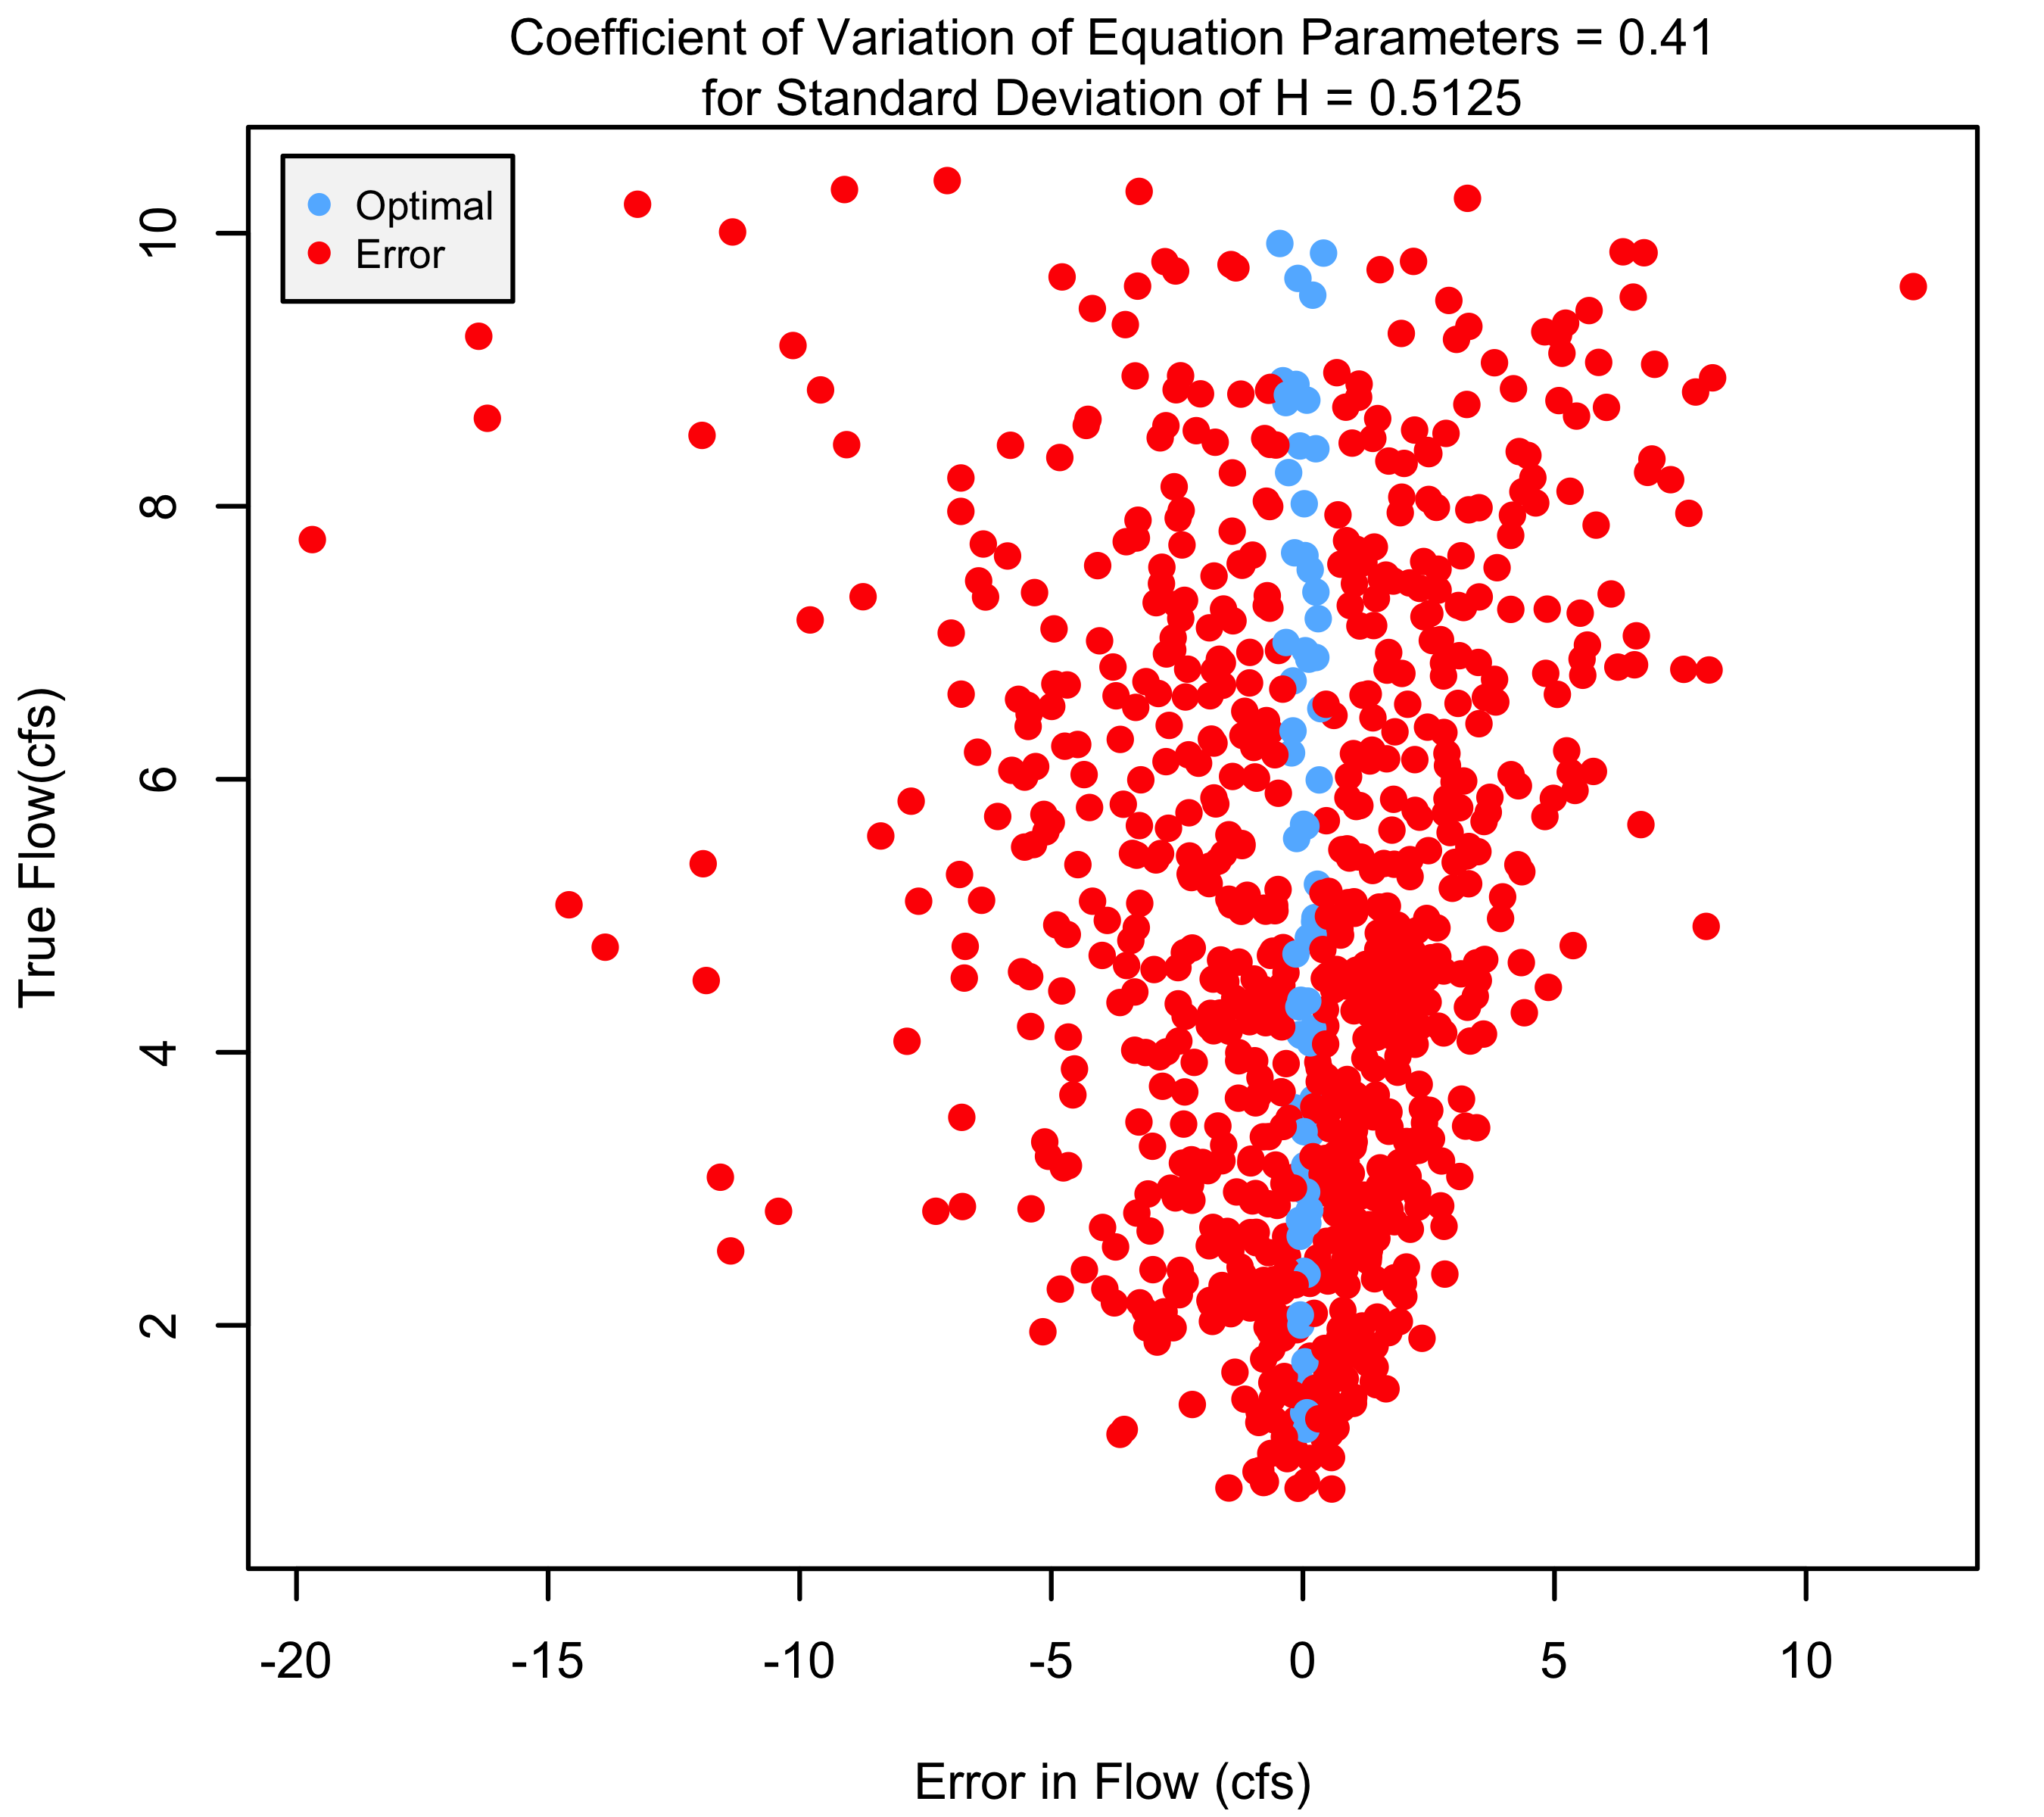 Coefficient of Variation of Equation Parameters = 0.41
for Standard Deviation of H = 0.5125
Optimal
Error
True Flow(cfs)
10
8
6
4
2
-20 -15 -10 -5 0 5 10
Error in Flow (cfs)